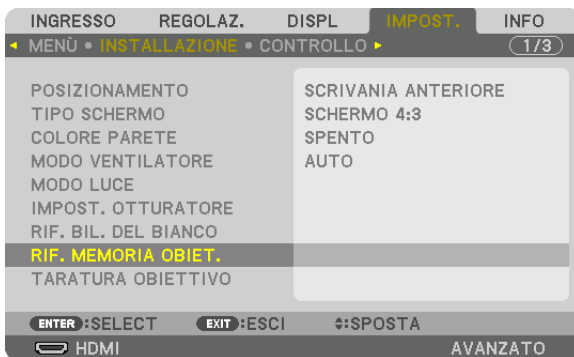 INGRESSO REGOLAZ. DISPL IMPOST. INFO
MENÙ • INSTALLAZIONE • CONTROLLO 1/3
POSIZIONAMENTO SCRIVANIA ANTERIORE
TIPO SCHERMO SCHERMO 4:3
COLORE PARETE SPENTO
MODO VENTILATORE AUTO
MODO LUCE
IMPOST. OTTURATORE
RIF. BIL. DEL BIANCO
RIF. MEMORIA OBIET.
TARATURA OBIETTIVO
ENTER :SELECT EXIT :ESCI :SPOSTA
HDMI AVANZATO